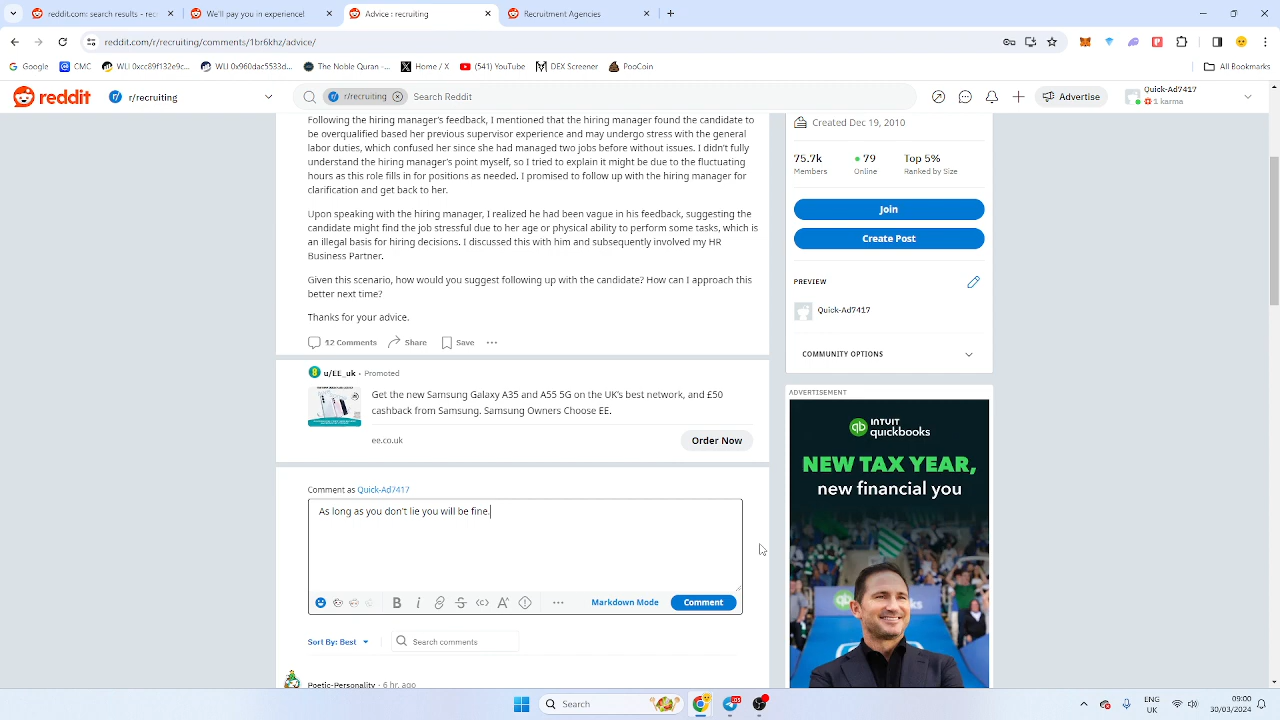 reddit.com: search results - recr
We'll pay you in experience!
Advice : recruiting
Recruitment Agencies
reddit.com/r/recruiting/comments/1br6khz/advice/
Google
CMC
WLI 0xcc89f132e9c...
WLI 0x960dac5533d...
The Noble Quran -...
Home / X
(541) YouTube
DEX Screener
PooCoin
All Bookmarks
reddit
r/recruiting
r/recruiting
Search Reddit
Advertise
Quick-Ad7417
1 karma
Following the hiring manager's feedback, I mentioned that the hiring manager found the candidate to
be overqualified based her previous supervisor experience and may undergo stress with the general
labor duties, which confused her since she had managed two jobs before without issues. I didn't fully
understand the hiring manager's point myself, so I tried to explain it might be due to the fluctuating
hours as this role fills in for positions as needed. I promised to follow up with the hiring manager for
clarification and get back to her.
Upon speaking with the hiring manager, I realized he had been vague in his feedback, suggesting the
candidate might find the job stressful due to her age or physical ability to perform some tasks, which is
an illegal basis for hiring decisions. I discussed this with him and subsequently involved my HR
Business Partner.
Given this scenario, how would you suggest following up with the candidate? How can I approach this
better next time?
Thanks for your advice.
12 Comments
Share
Save
u/EE_uk • Promoted
Get the new Samsung Galaxy A35 and A55 5G on the UK's best network, and £50
cashback from Samsung. Samsung Owners Choose EE.
ee.co.uk
Order Now
Comment as Quick-Ad7417
As long as you don't lie you will be fine.
Markdown Mode
Comment
Sort By: Best
Search comments
Poetic-Personality · 6 hr. ago
Created Dec 19, 2010
75.7k
79
Top 5%
Members
Online
Ranked by Size
Join
Create Post
PREVIEW
Quick-Ad7417
COMMUNITY OPTIONS
ADVERTISEMENT
INTUIT
quickbooks
NEW TAX YEAR,
new financial you
Search
ENG
UK
09:00
30/03/2024